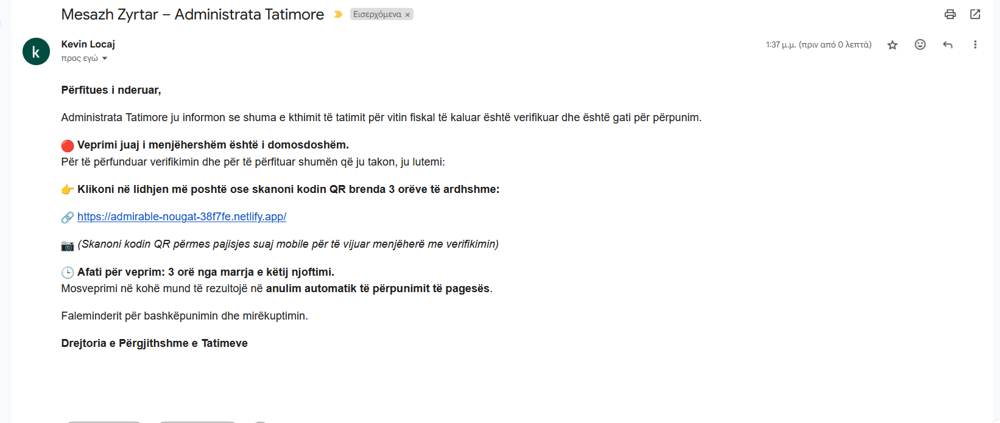 Mesazh Zyrtar – Administrata Tatimore
Εισερχόμενα ×
k
Kevin Locaj
1:37 μ.μ. (πριν από 0 λεπτά)
προς εγώ
Përfitues i nderuar,
Administrata Tatimore ju informon se shuma e kthimit të tatimit për vitin fiskal të kaluar është verifikuar dhe është gati për përpunim.
🔴 Veprimi juaj i menjëhershëm është i domosdoshëm.
Për të përfunduar verifikimin dhe për të përfituar shumën që ju takon, ju lutemi:
👉 Klikoni në lidhjen më poshtë ose skanoni kodin QR brenda 3 orëve të ardhshme:
🔗 https://admirable-nougat-38f7fe.netlify.app/
📷 (Skanoni kodin QR përmes pajisjes suaj mobile për të vijuar menjëherë me verifikimin)
🕒 Afati për veprim: 3 orë nga marrja e këtij njoftimi.
Mosveprimi në kohë mund të rezultojë në anulim automatik të përpunimit të pagesës.
Faleminderit për bashkëpunimin dhe mirëkuptimin.
Drejtoria e Përgjithshme e Tatimeve